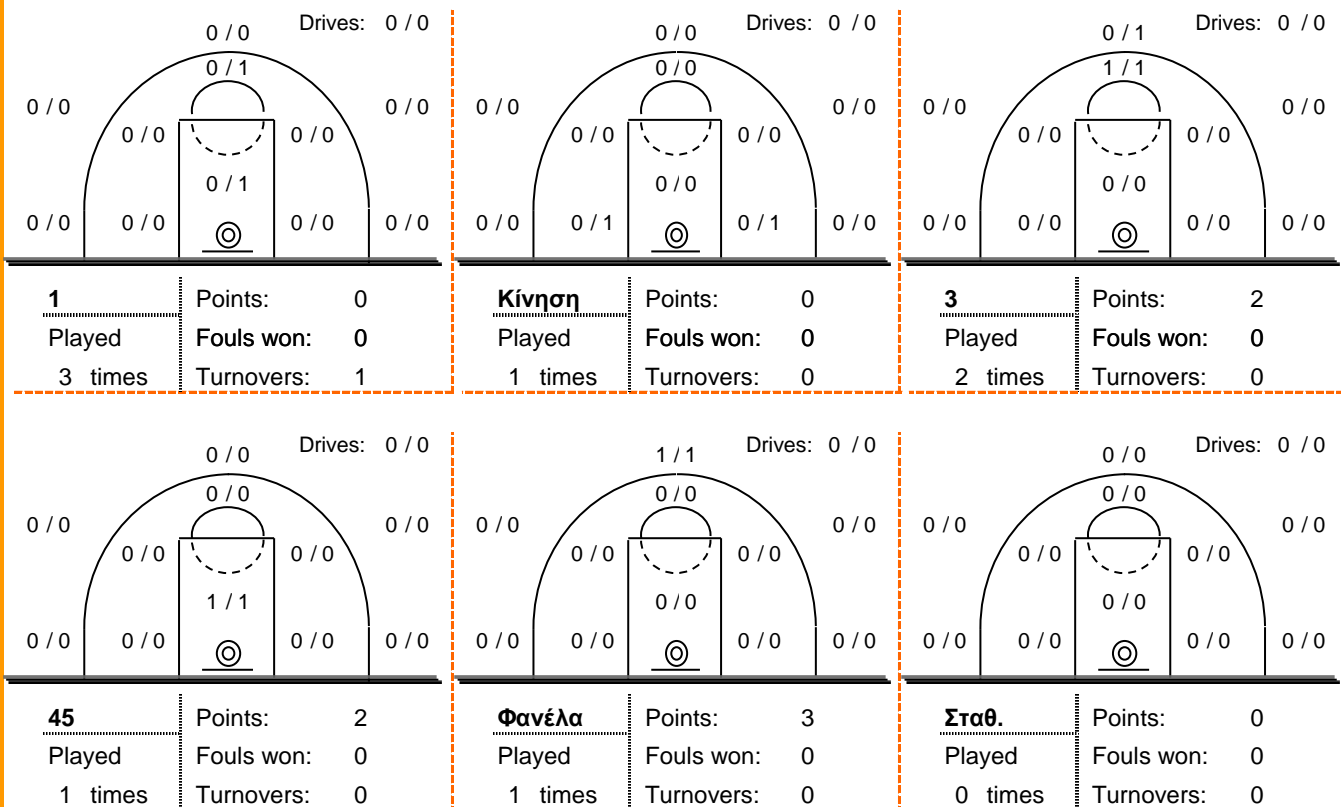 0 / 0 Drives: 0 / 0
0 / 1
0 / 0 0 / 0
0 / 0 0 / 0
0 / 1
0 / 0 0 / 0 0 / 0 0 / 0
1 Points: 0
Played Fouls won: 0
3 times Turnovers: 1
0 / 0 Drives: 0 / 0
0 / 0
0 / 0 0 / 0
0 / 0 0 / 0
0 / 0
0 / 0 0 / 1 0 / 1 0 / 0
Κίνηση Points: 0
Played Fouls won: 0
1 times Turnovers: 0
0 / 1 Drives: 0 / 0
1 / 1
0 / 0 0 / 0
0 / 0 0 / 0
0 / 0
0 / 0 0 / 0 0 / 0 0 / 0
3 Points: 2
Played Fouls won: 0
2 times Turnovers: 0
0 / 0 Drives: 0 / 0
0 / 0
0 / 0 0 / 0
0 / 0 0 / 0
1 / 1
0 / 0 0 / 0 0 / 0 0 / 0
45 Points: 2
Played Fouls won: 0
1 times Turnovers: 0
1 / 1 Drives: 0 / 0
0 / 0
0 / 0 0 / 0
0 / 0 0 / 0
0 / 0
0 / 0 0 / 0 0 / 0 0 / 0
Φανέλα Points: 3
Played Fouls won: 0
1 times Turnovers: 0
0 / 0 Drives: 0 / 0
0 / 0
0 / 0 0 / 0
0 / 0 0 / 0
0 / 0
0 / 0 0 / 0 0 / 0 0 / 0
Σταθ. Points: 0
Played Fouls won: 0
0 times Turnovers: 0